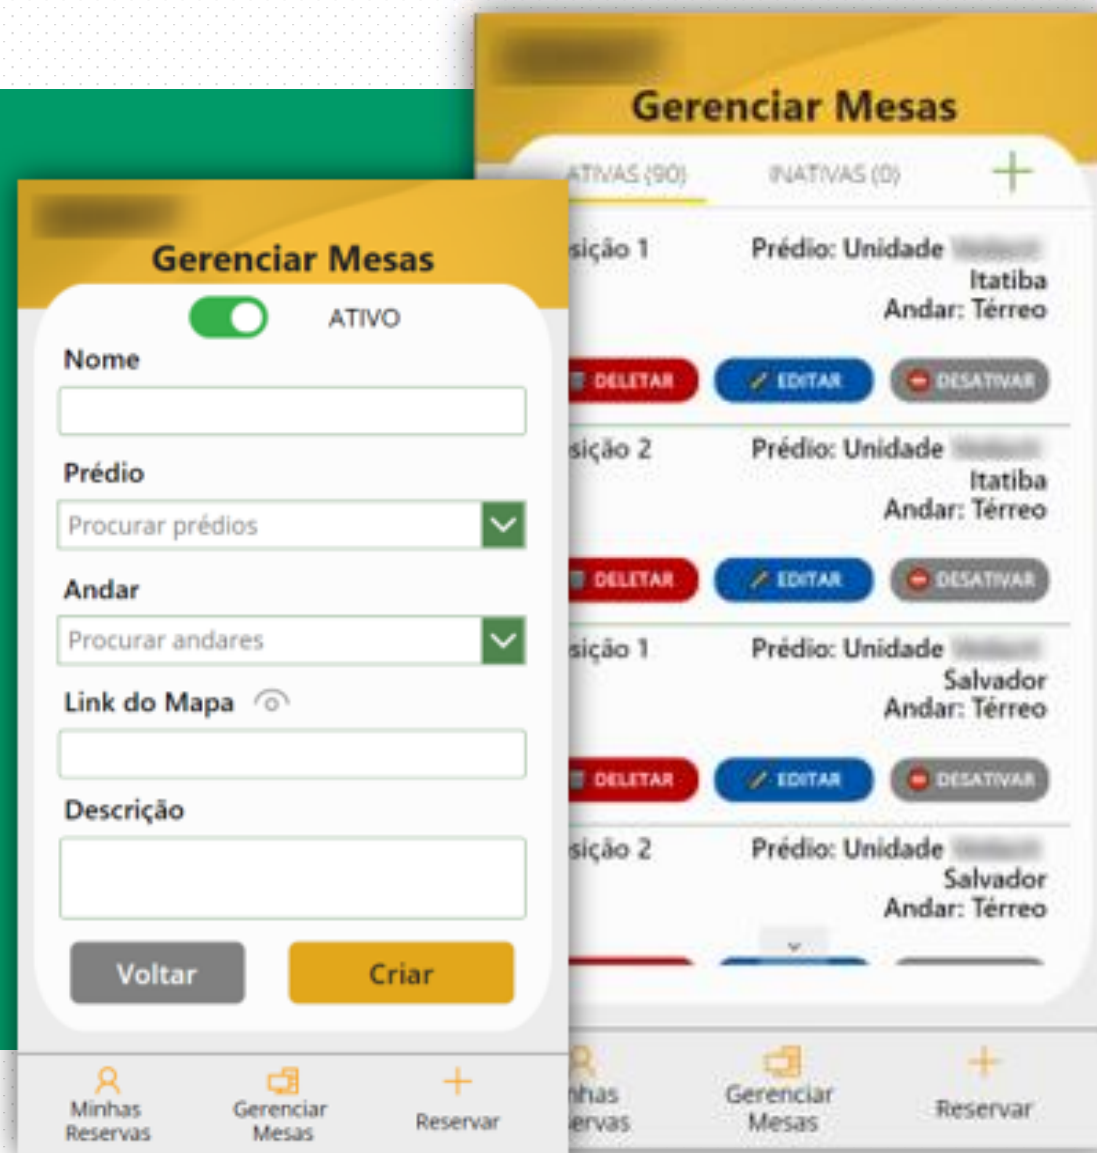 Gerenciar Mesas
ATIVO
Nome
Prédio
Procurar prédios
Andar
Procurar andares
Link do Mapa
Descrição
Voltar Criar
Minhas
Reservas
Gerenciar
Mesas
Reservar
Gerenciar Mesas
ATIVAS (90) INATIVAS (0)
sição 1 Prédio: Unidade
Itatiba
Andar: Térreo
DELETAR EDITAR DESATIVAR
sição 2 Prédio: Unidade
Itatiba
Andar: Térreo
DELETAR EDITAR DESATIVAR
sição 1 Prédio: Unidade
Salvador
Andar: Térreo
DELETAR EDITAR DESATIVAR
sição 2 Prédio: Unidade
Salvador
Andar: Térreo
nhas
ervas
Gerenciar
Mesas
Reservar